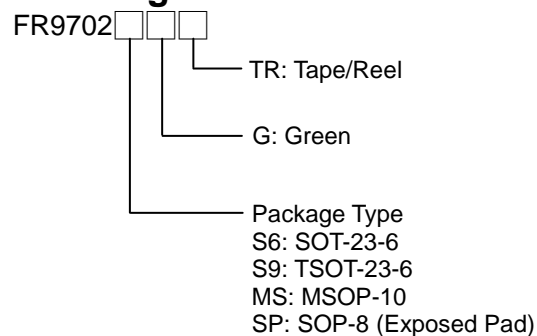 FR9702
TR: Tape/Reel
G: Green
Package Type
S6: SOT-23-6
S9: TSOT-23-6
MS: MSOP-10
SP: SOP-8 (Exposed Pad)